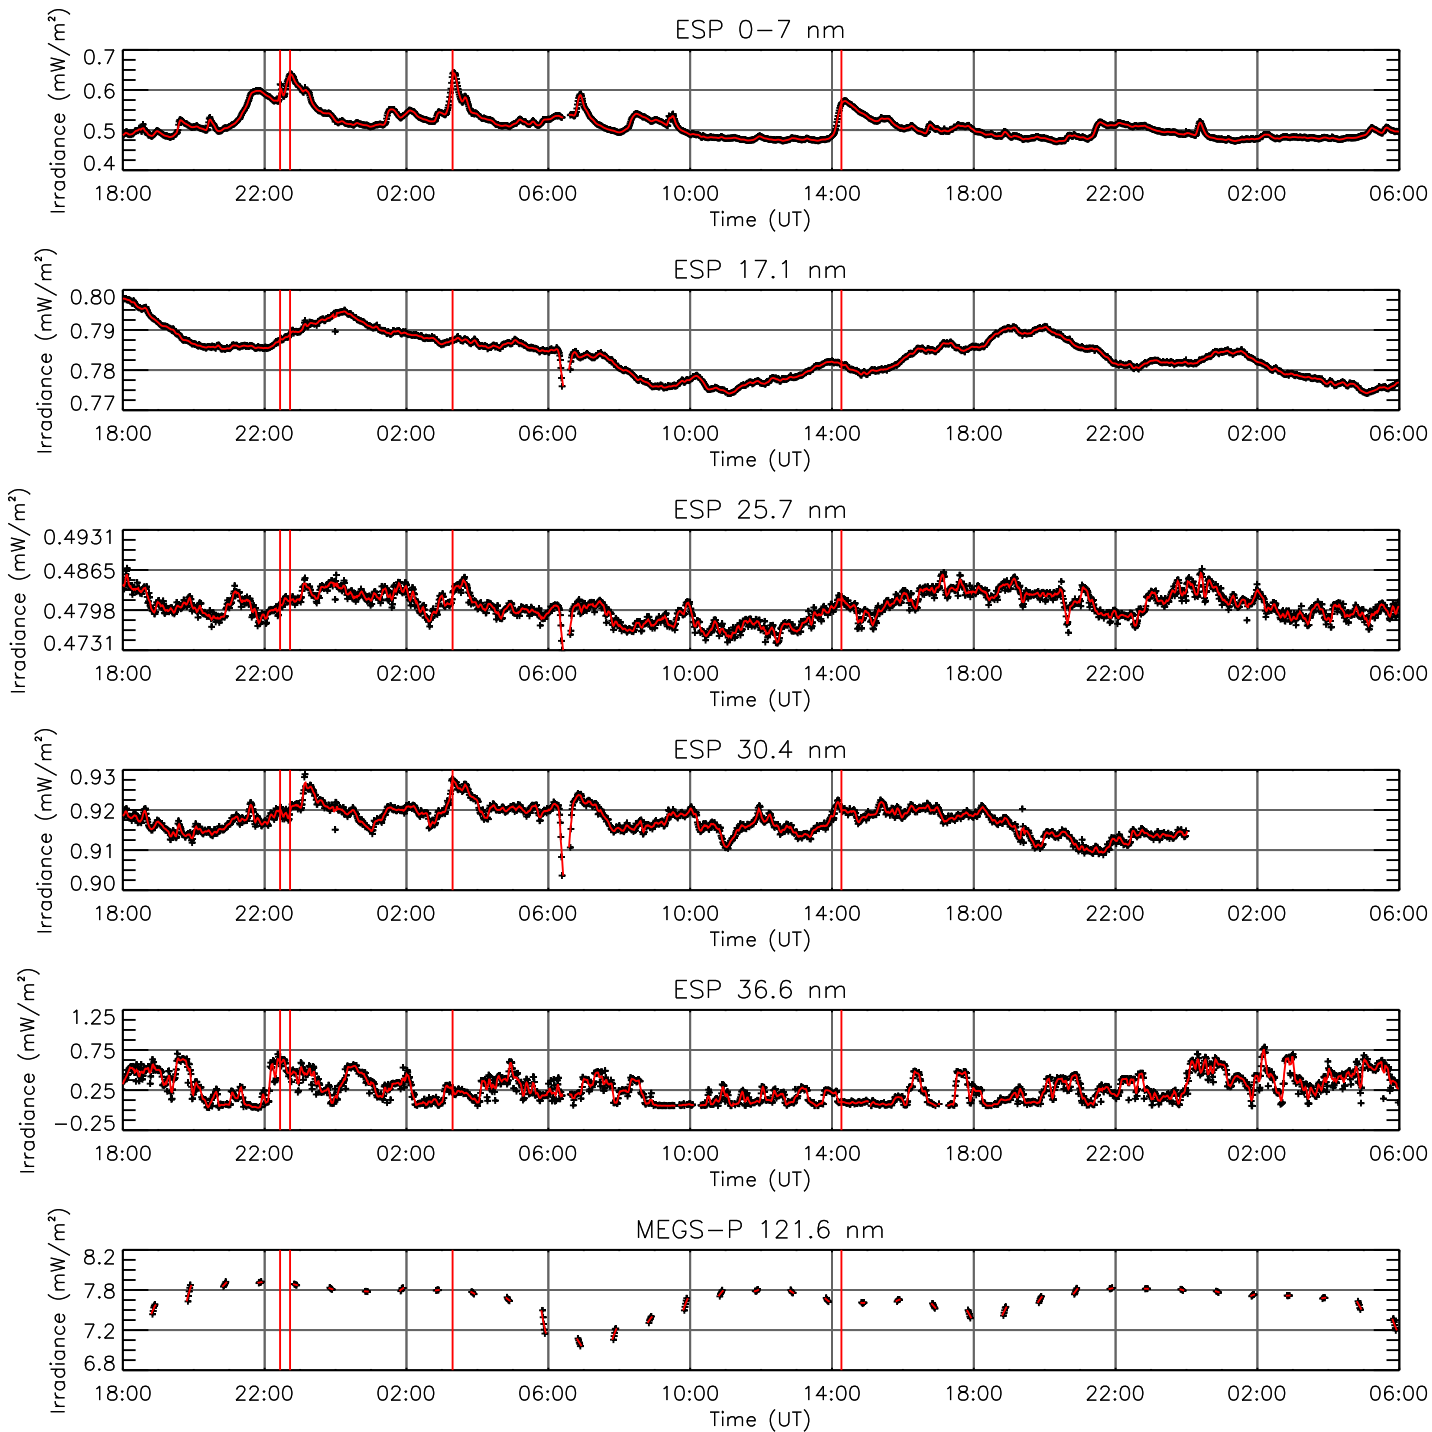 ESP 0-7 nm
Irradiance (mW/m²)
0.7
0.6
0.5
0.4
18:00 22:00 02:00 06:00 10:00 14:00 18:00 22:00 02:00 06:00
Time (UT)
ESP 17.1 nm
Irradiance (mW/m²)
0.80
0.79
0.78
0.77
18:00 22:00 02:00 06:00 10:00 14:00 18:00 22:00 02:00 06:00
Time (UT)
ESP 25.7 nm
Irradiance (mW/m²)
0.4931
0.4865
0.4798
0.4731
18:00 22:00 02:00 06:00 10:00 14:00 18:00 22:00 02:00 06:00
Time (UT)
ESP 30.4 nm
Irradiance (mW/m²)
0.93
0.92
0.91
0.90
18:00 22:00 02:00 06:00 10:00 14:00 18:00 22:00 02:00 06:00
Time (UT)
ESP 36.6 nm
Irradiance (mW/m²)
1.25
0.75
0.25
-0.25
18:00 22:00 02:00 06:00 10:00 14:00 18:00 22:00 02:00 06:00
Time (UT)
MEGS-P 121.6 nm
Irradiance (mW/m²)
8.2
7.8
7.2
6.8
18:00 22:00 02:00 06:00 10:00 14:00 18:00 22:00 02:00 06:00
Time (UT)